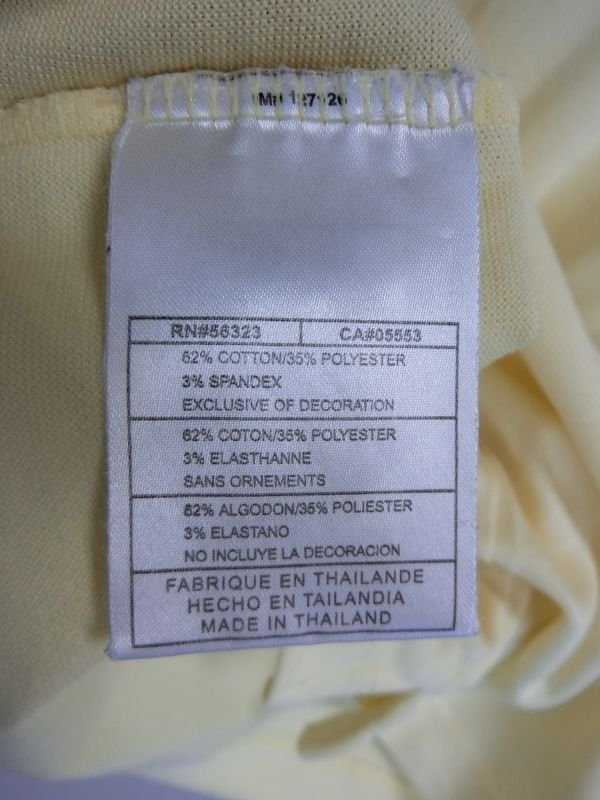 RN#56323 CA#05553
62% COTTON/35% POLYESTER
3% SPANDEX
EXCLUSIVE OF DECORATION
62% COTON/35% POLYESTER
3% ELASTHANNE
SANS ORNEMENTS
62% ALGODON/35% POLIESTER
3% ELASTANO
NO INCLUYE LA DECORACION
FABRIQUE EN THAILANDE
HECHO EN TAILANDIA
MADE IN THAILAND